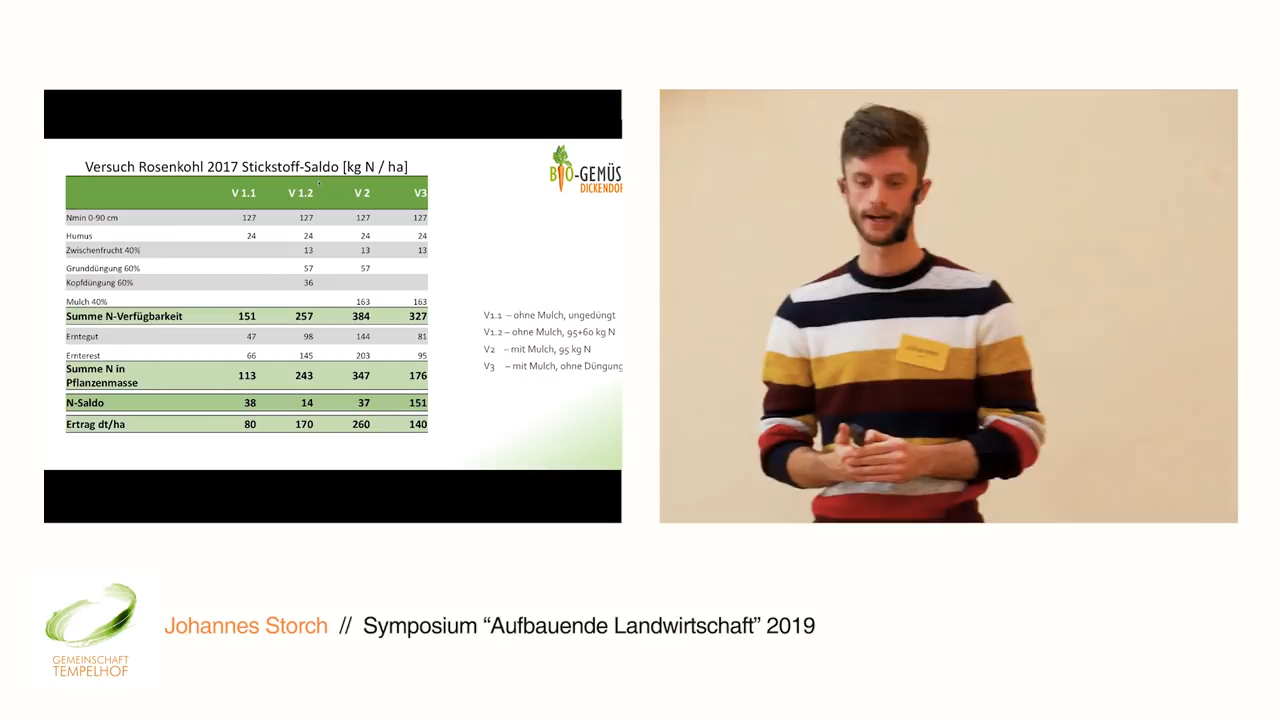 Versuch Rosenkohl 2017 Stickstoff-Saldo [kg N / ha]
BIO-GEMÜS
DICKENDOR
V 1.1 V 1.2 V 2 V3
Nmin 0-90 cm 127 127 127 127
Humus 24 24 24 24
Zwischenfrucht 40% 13 13 13
Grunddüngung 60% 57 57
Kopfdüngung 60% 36
Mulch 40% 163 163
Summe N-Verfügbarkeit 151 257 384 327
Erntegut 47 98 144 81
Ernterest 66 145 203 95
Summe N in
Pflanzenmasse 113 243 347 176
N-Saldo 38 14 37 151
Ertrag dt/ha 80 170 260 140
V1.1 – ohne Mulch, ungedüngt
V1.2 – ohne Mulch, 95+60 kg N
V2 – mit Mulch, 95 kg N
V3 – mit Mulch, ohne Düngung
Johannes
GEMEINSCHAFT
TEMPELHOF
Johannes Storch // Symposium “Aufbauende Landwirtschaft” 2019